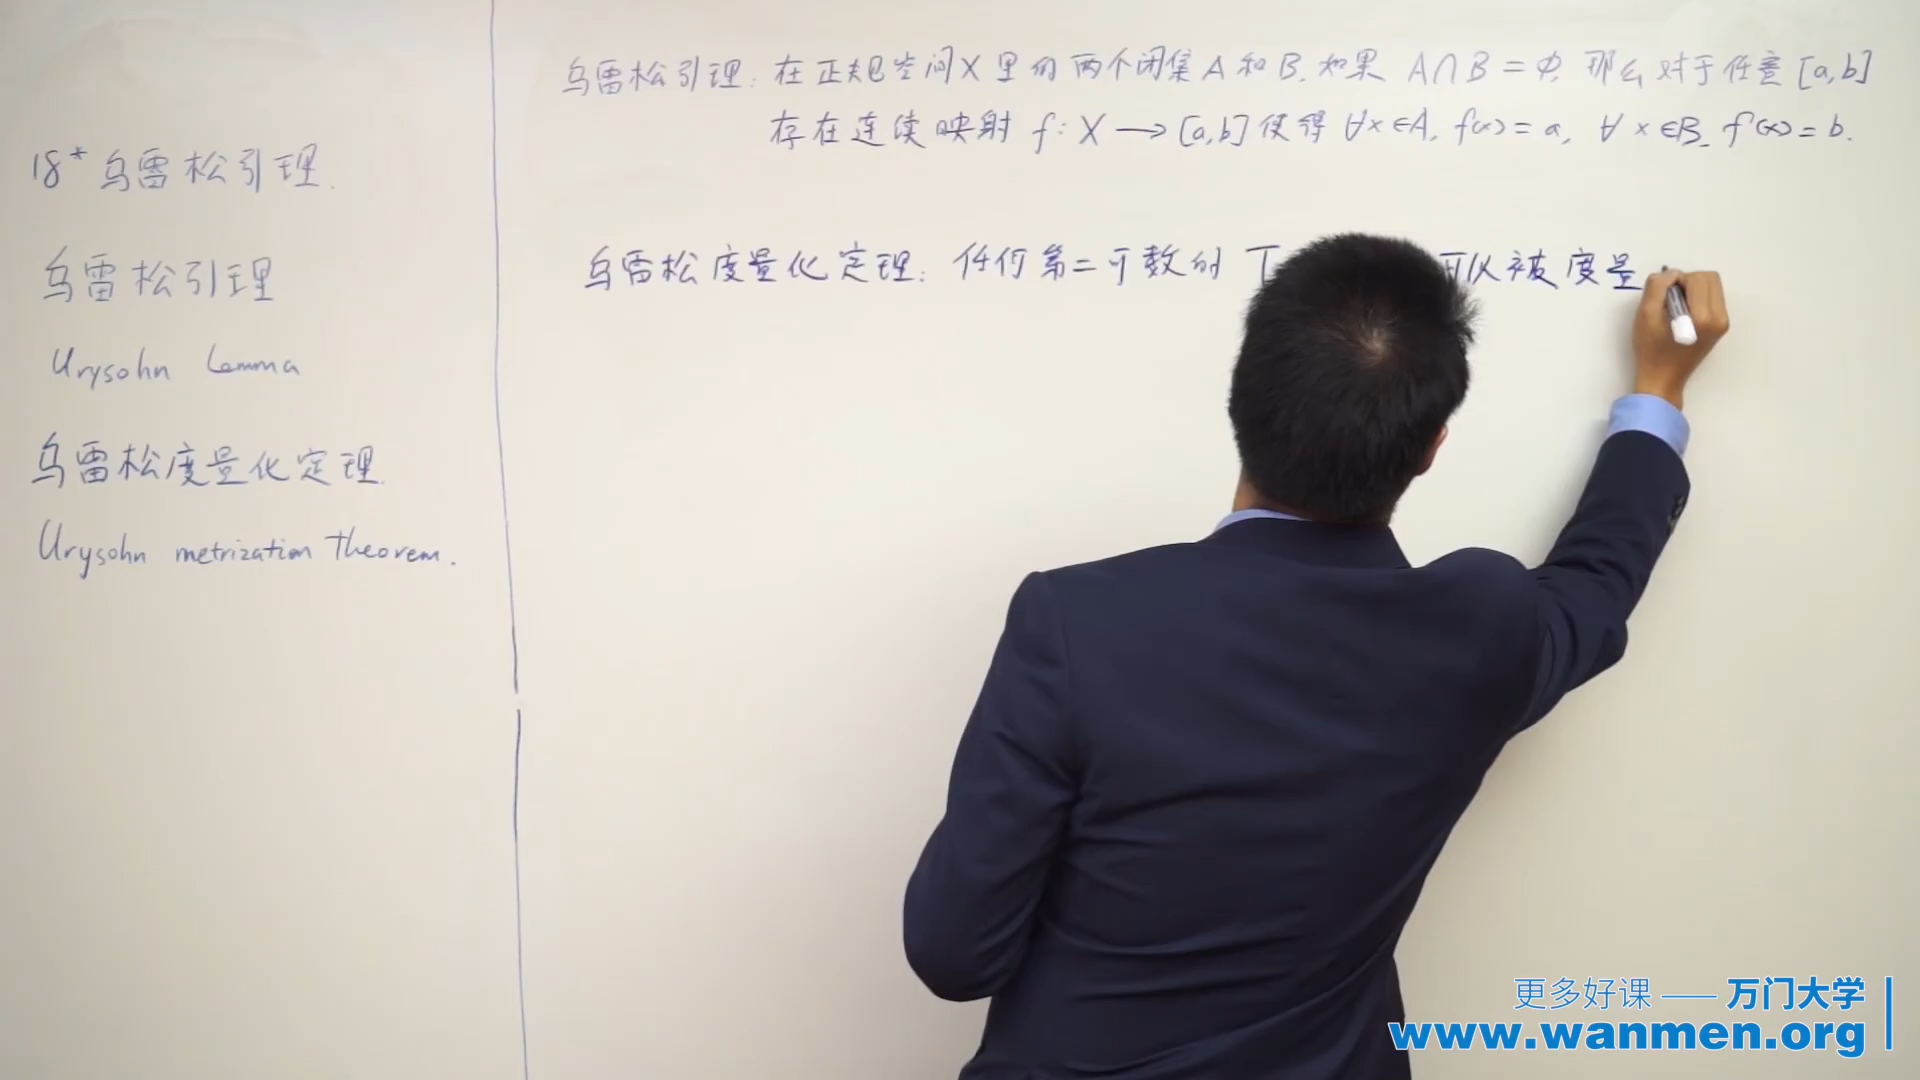 18* 乌雷松引理.
乌雷松引理
Urysohn Lemma
乌雷松度量化定理.
Urysohn metrization Theorem.
乌雷松引理: 在正规空间X里的两个闭集A和B, 如果 A∩B=φ, 那么对于任意[a,b]
存在连续映射 f: X → [a,b] 使得 ∀x∈A, f(x)=a, ∀x∈B, f(x)=b.
乌雷松度量化定理: 任何第二可数的 T 可以被度量
更多好课 —— 万门大学
www.wanmen.org